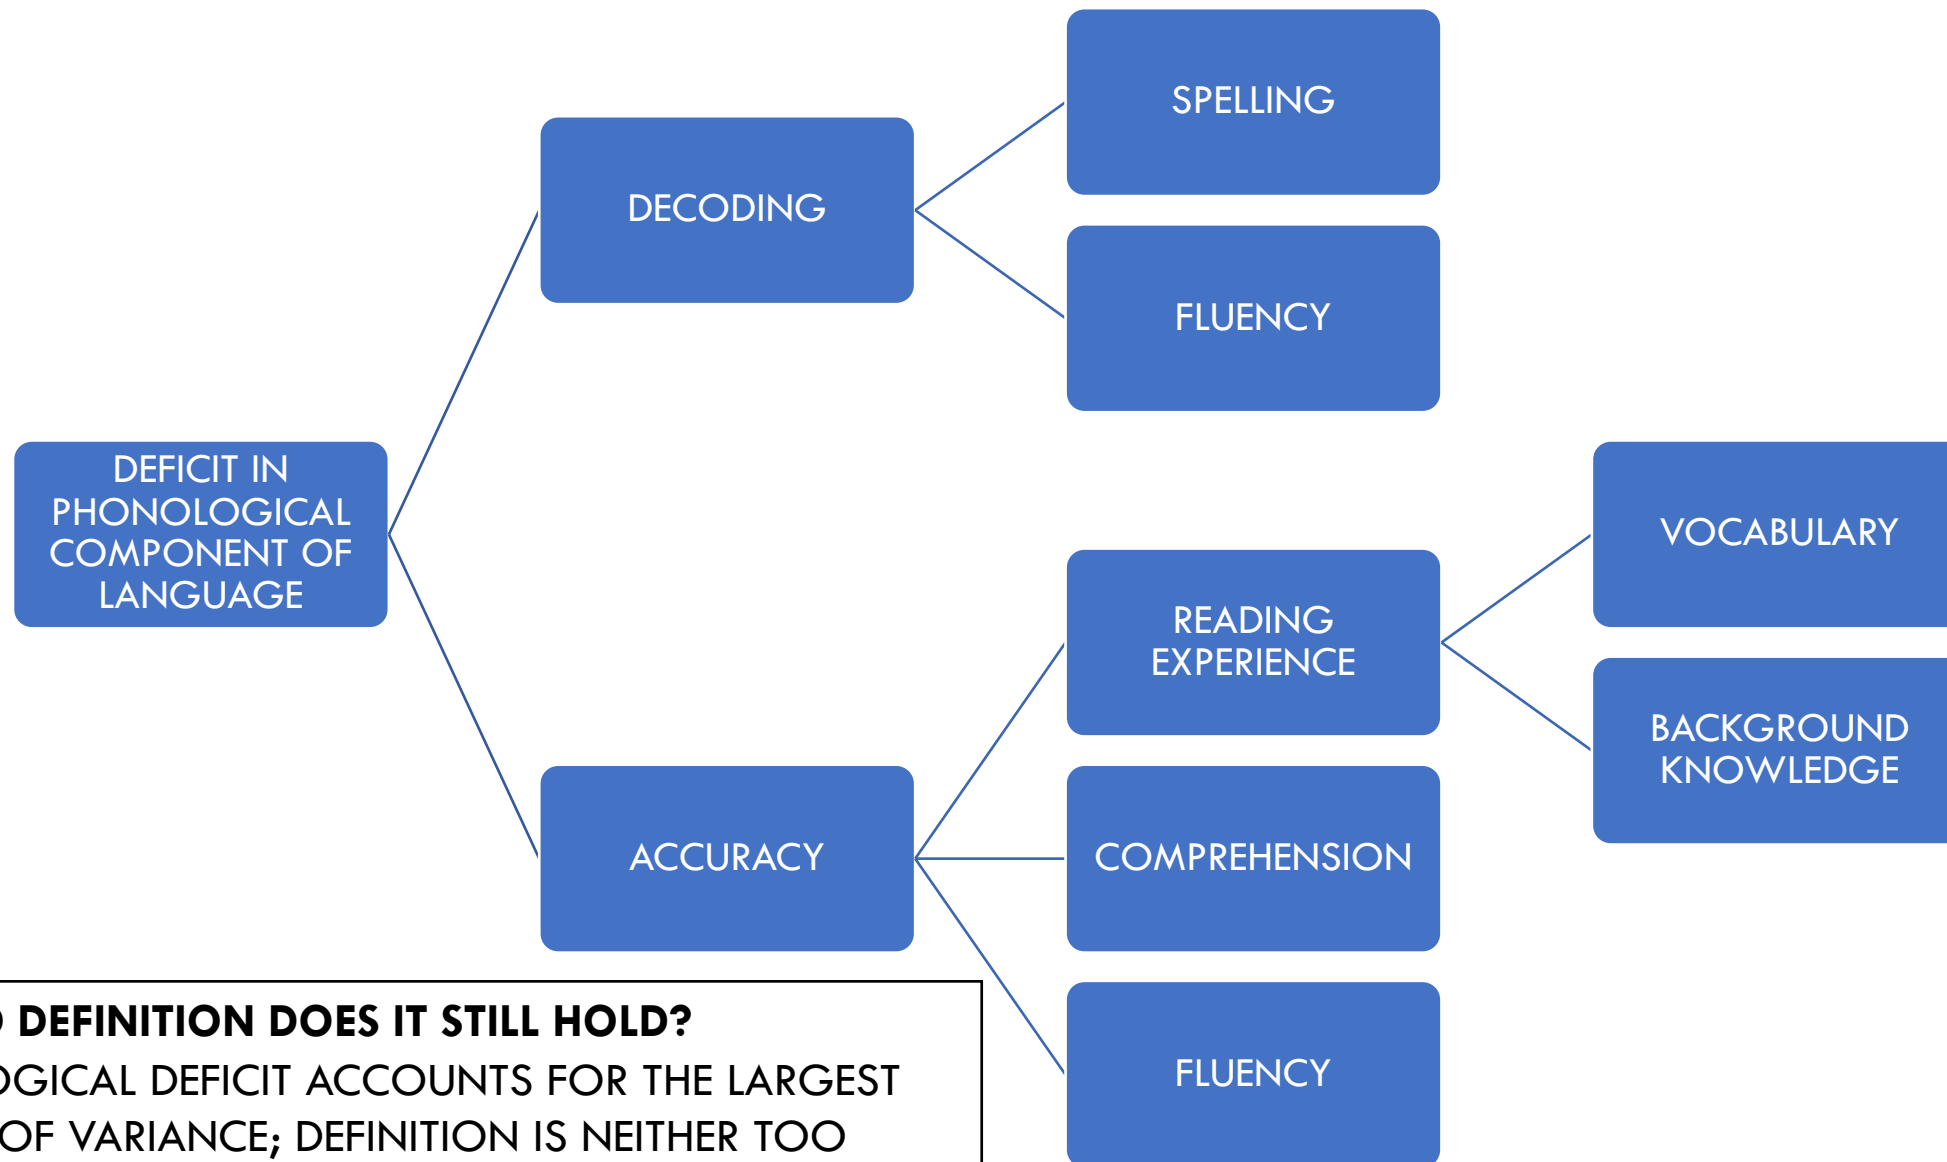 SPELLING
DECODING
FLUENCY
DEFICIT IN
PHONOLOGICAL
COMPONENT OF
LANGUAGE
VOCABULARY
READING
EXPERIENCE
BACKGROUND
KNOWLEDGE
ACCURACY
COMPREHENSION
FLUENCY
DEFINITION DOES IT STILL HOLD?
DEFICIT ACCOUNTS FOR THE LARGEST
OF VARIANCE; DEFINITION IS NEITHER TOO